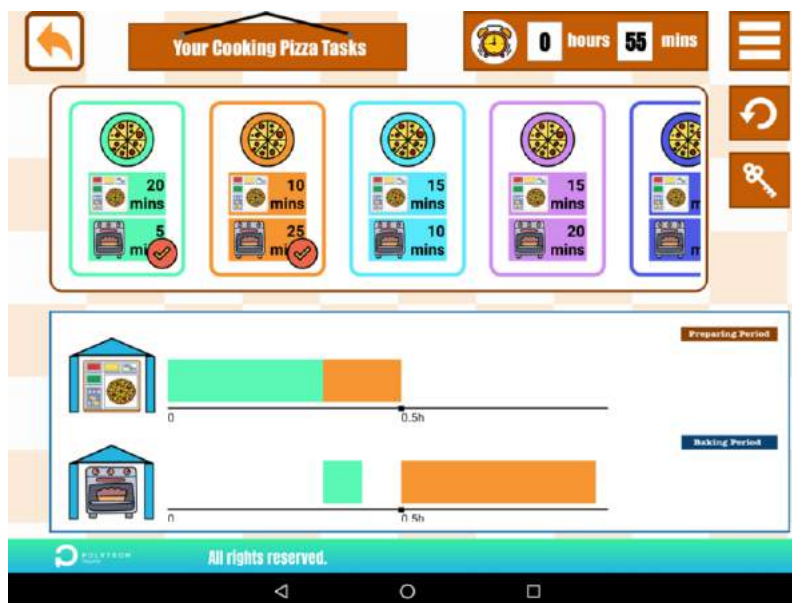 Your Cooking Pizza Tasks
0 hours 55 mins
20 mins
5
10 mins
25
15 mins
10 mins
15 mins
20 mins
Preparing Period
0 0.5h
Baking Period
0 0.5h
All rights reserved.